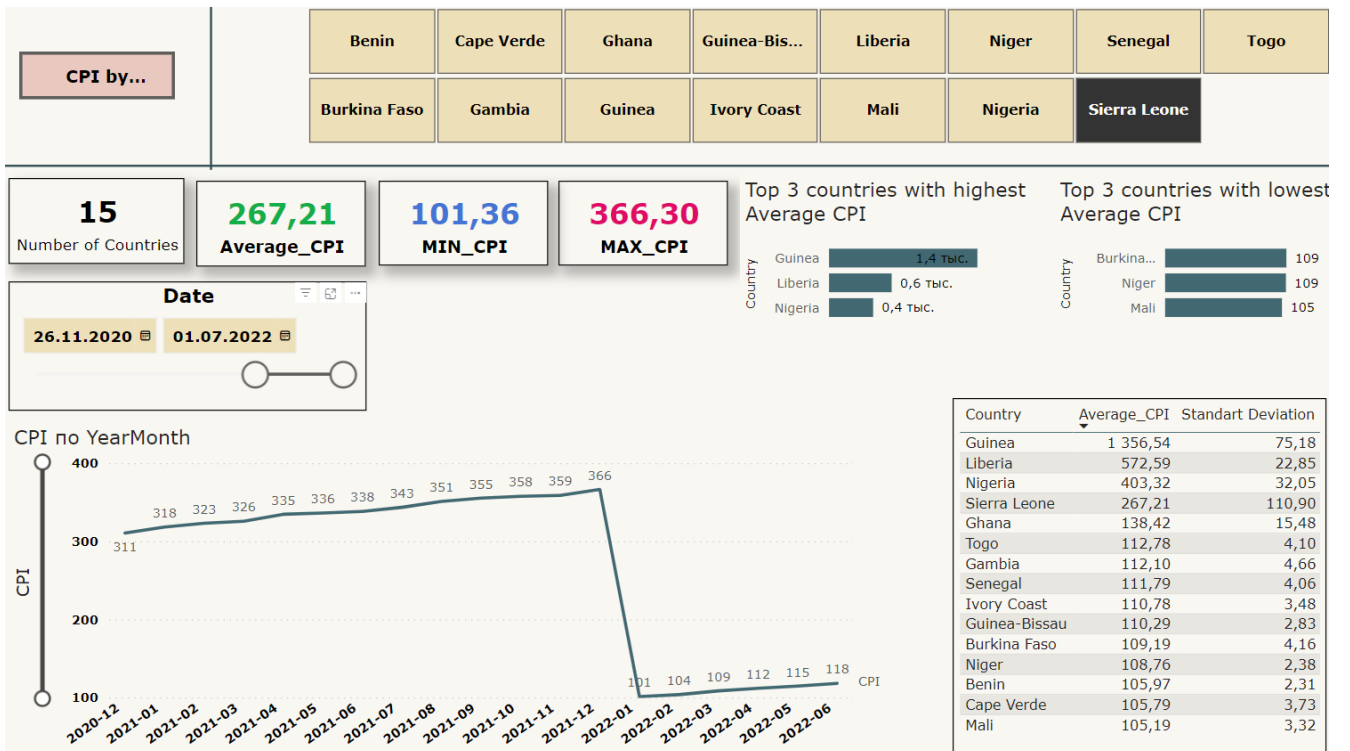 CPI by...
Benin
Cape Verde
Ghana
Guinea-Bis...
Liberia
Niger
Senegal
Togo
Burkina Faso
Gambia
Guinea
Ivory Coast
Mali
Nigeria
Sierra Leone
15
Number of Countries
267,21
Average_CPI
101,36
MIN_CPI
366,30
MAX_CPI
Top 3 countries with highest
Average CPI
Country
Guinea 1,4 тыс.
Liberia 0,6 тыс.
Nigeria 0,4 тыс.
Top 3 countries with lowest
Average CPI
Country
Burkina... 109
Niger 109
Mali 105
Date
26.11.2020 01.07.2022
CPI по YearMonth
CPI
400
300
200
100
311 318 323 326 335 336 338 343 351 355 358 359 366 101 104 109 112 115 118 CPI
2020-12 2021-01 2021-02 2021-03 2021-04 2021-05 2021-06 2021-07 2021-08 2021-09 2021-10 2021-11 2021-12 2022-01 2022-02 2022-03 2022-04 2022-05 2022-06
Country Average_CPI Standart Deviation
Guinea 1 356,54 75,18
Liberia 572,59 22,85
Nigeria 403,32 32,05
Sierra Leone 267,21 110,90
Ghana 138,42 15,48
Togo 112,78 4,10
Gambia 112,10 4,66
Senegal 111,79 4,06
Ivory Coast 110,78 3,48
Guinea-Bissau 110,29 2,83
Burkina Faso 109,19 4,16
Niger 108,76 2,38
Benin 105,97 2,31
Cape Verde 105,79 3,73
Mali 105,19 3,32